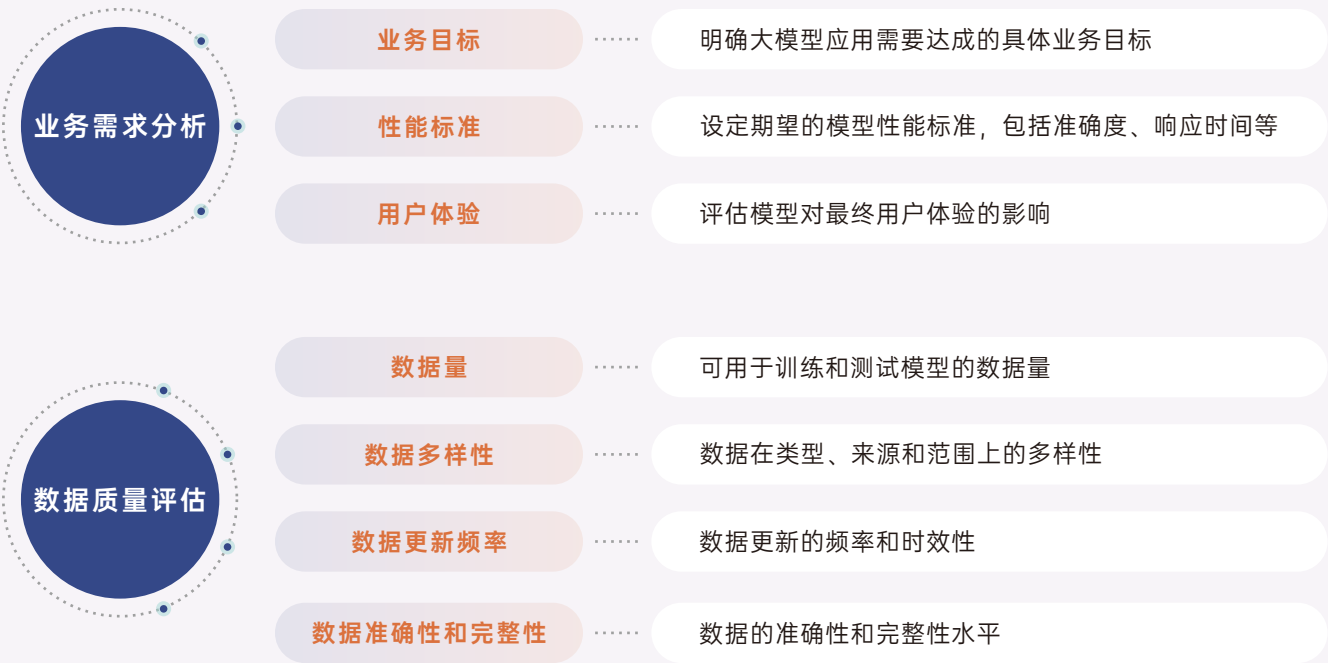 业务需求分析
业务目标
明确大模型应用需要达成的具体业务目标
性能标准
设定期望的模型性能标准，包括准确度、响应时间等
用户体验
评估模型对最终用户体验的影响
数据质量评估
数据量
可用于训练和测试模型的数据量
数据多样性
数据在类型、来源和范围上的多样性
数据更新频率
数据更新的频率和时效性
数据准确性和完整性
数据的准确性和完整性水平